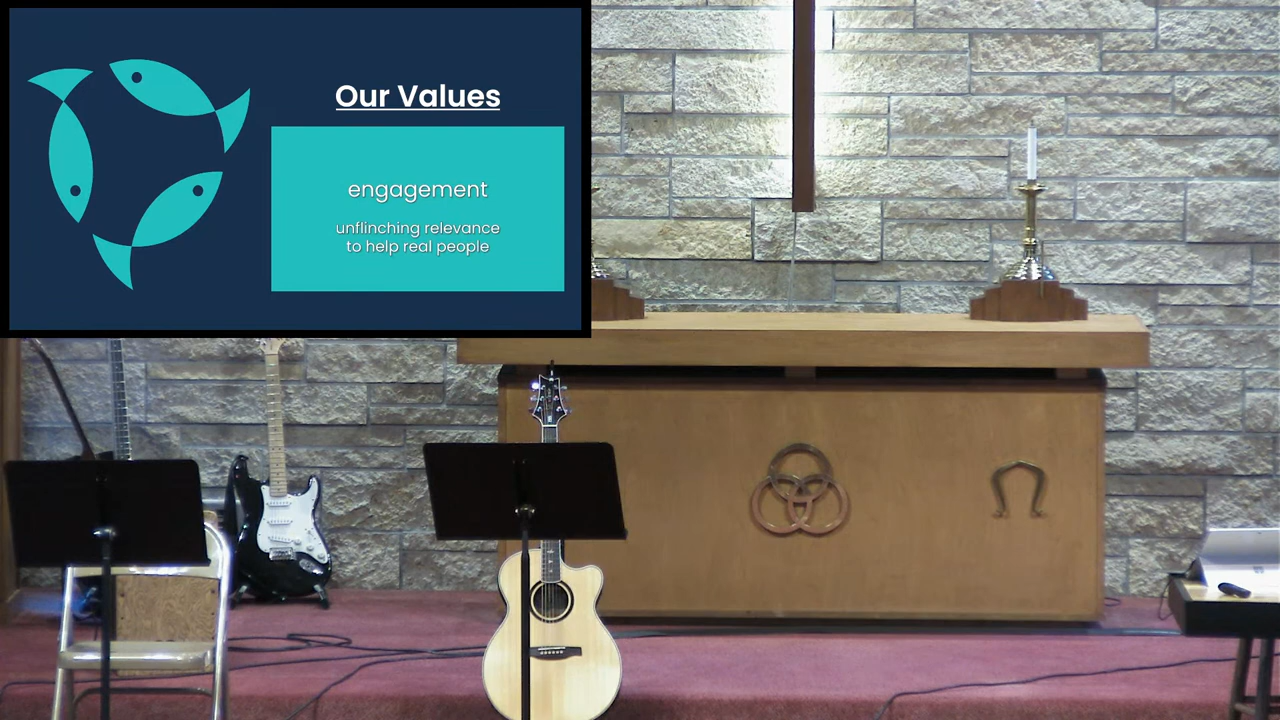 Our Values
engagement
unflinching relevance
to help real people